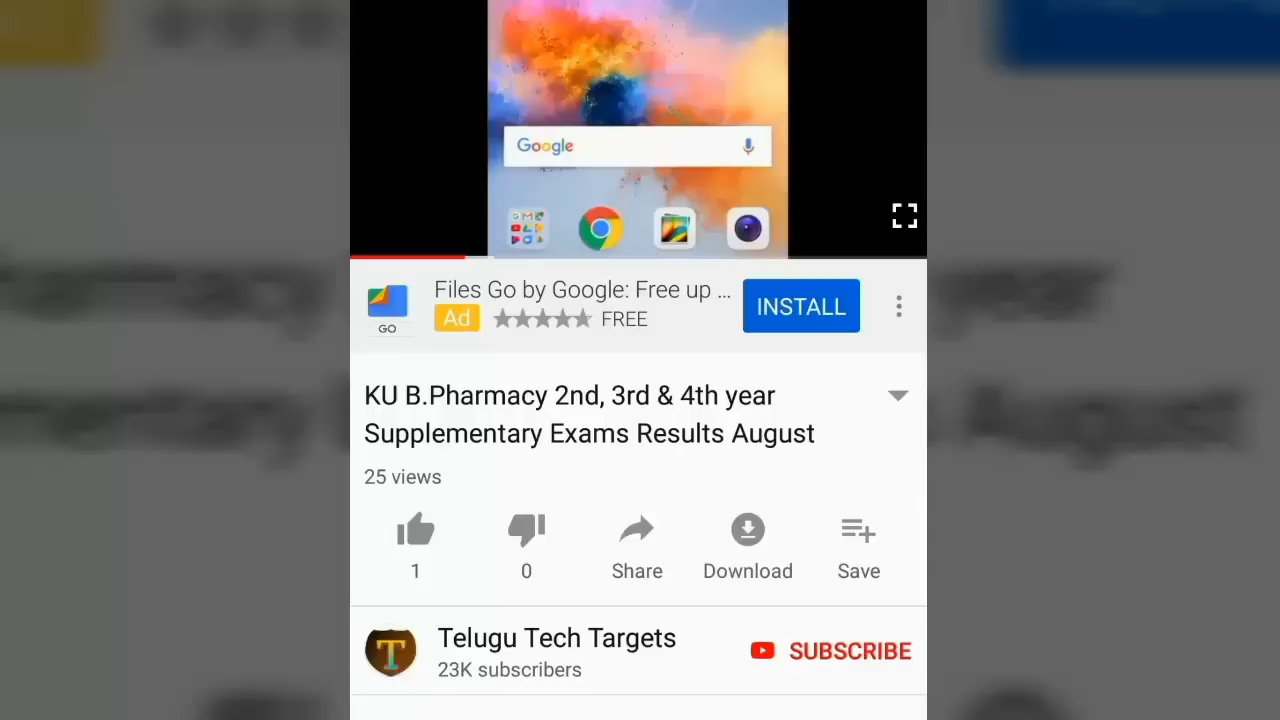 Google
Files Go by Google: Free up ...
INSTALL
GO
Ad
FREE
KU B.Pharmacy 2nd, 3rd & 4th year
Supplementary Exams Results August
25 views
1
0
Share
Download
Save
T
Telugu Tech Targets
23K subscribers
SUBSCRIBE